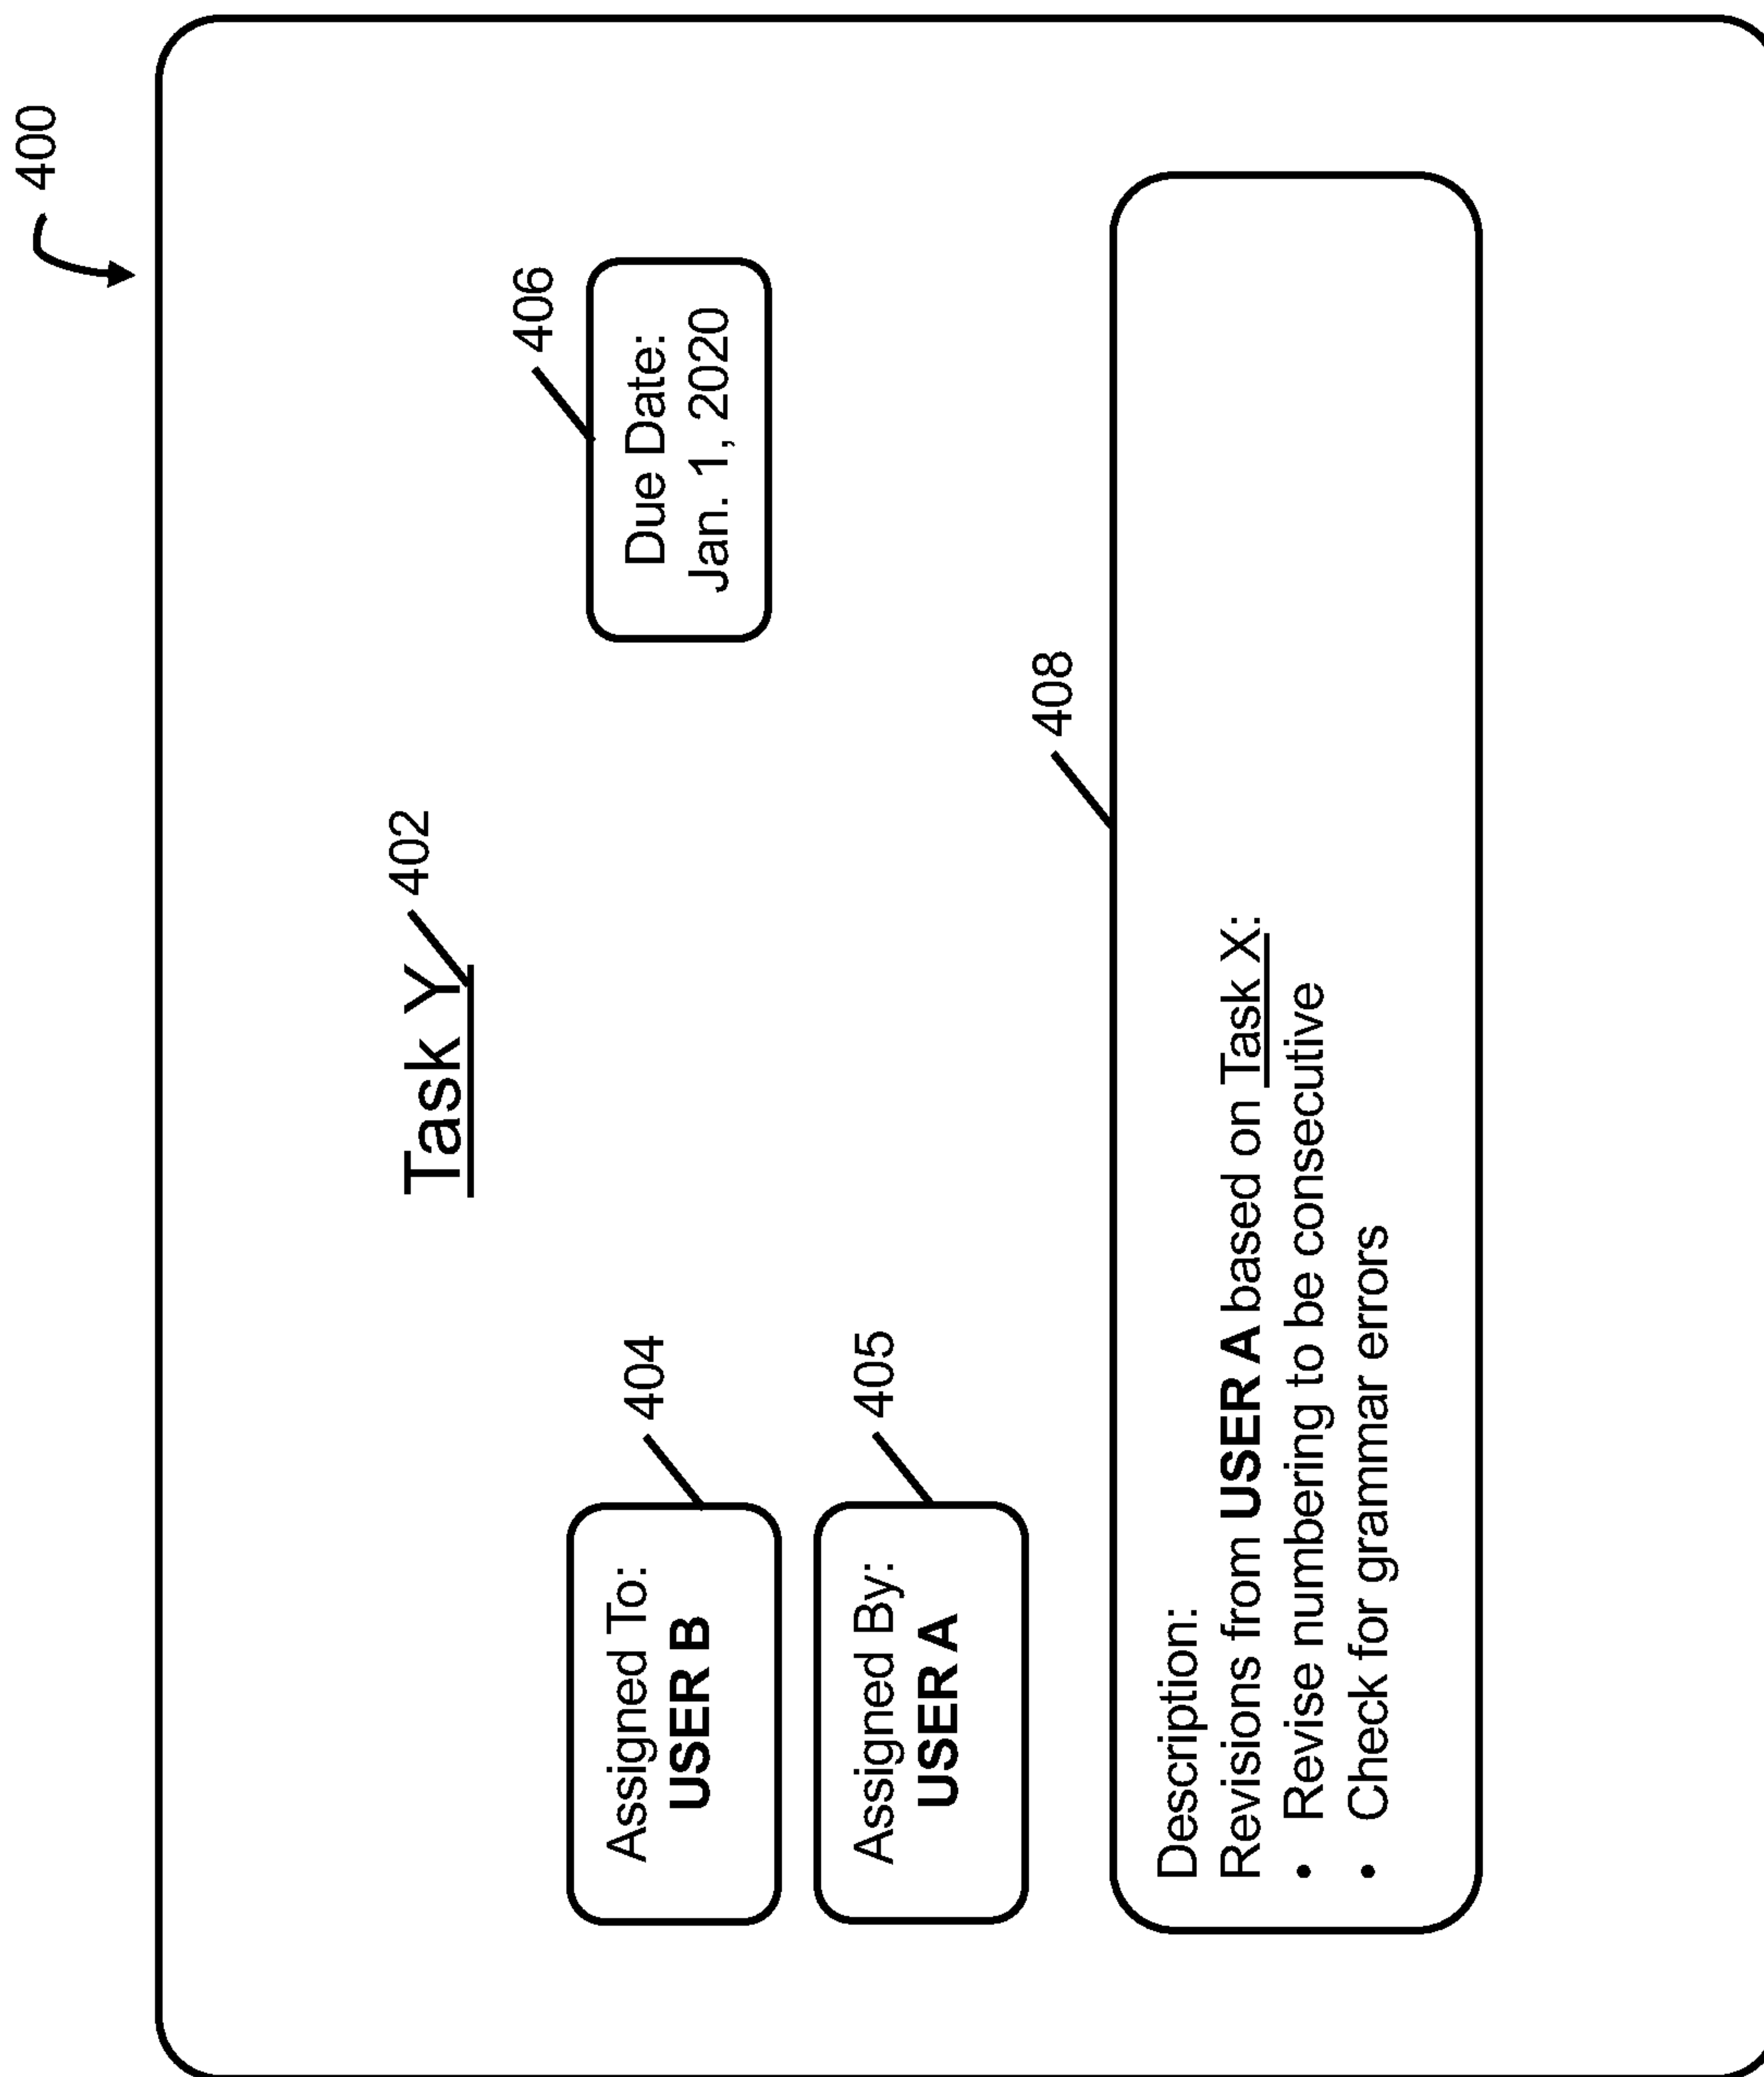 400
Task Y
402
Assigned To:
USER B
404
Due Date:
Jan. 1, 2020
406
Assigned By:
USER A
405
408
Description:
Revisions from USER A based on Task X:
• Revise numbering to be consecutive
• Check for grammar errors